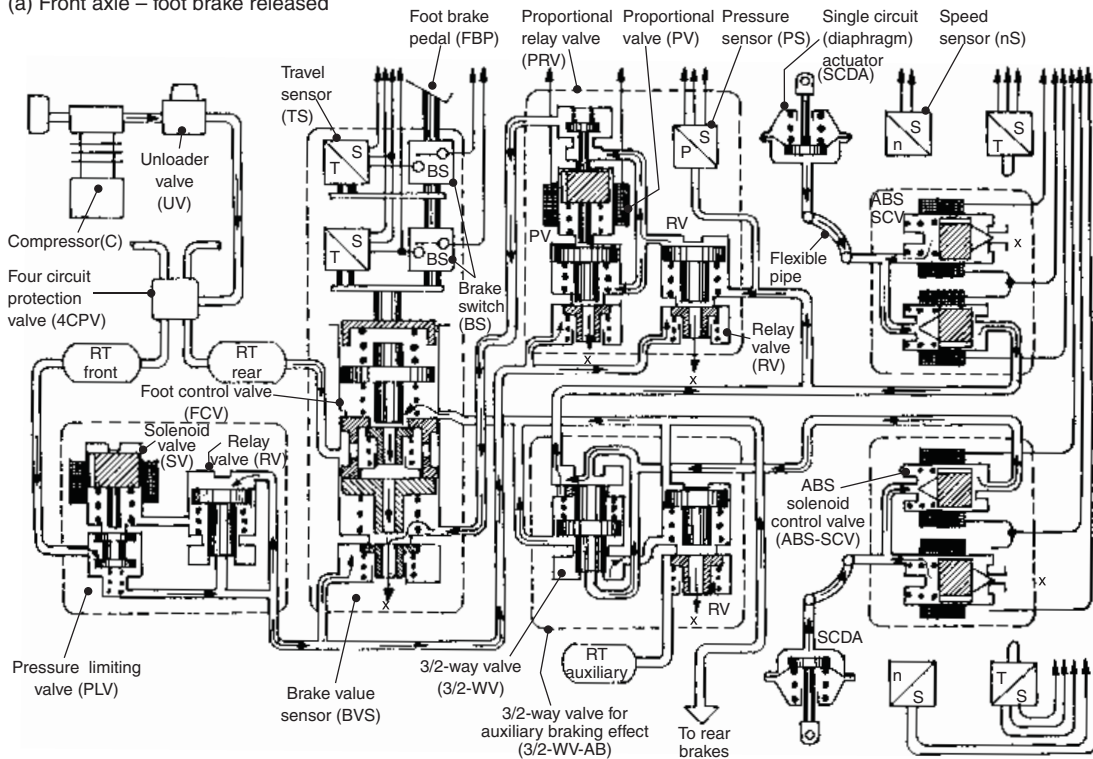 (a) Front axle – foot brake released
Foot brake
pedal (FBP)
Proportional
relay valve
(PRV)
Proportional
valve (PV)
Pressure
sensor (PS)
Single circuit
(diaphragm)
actuator
(SCDA)
Speed
sensor (nS)
Travel
sensor
(TS)
Unloader
valve
(UV)
Compressor(C)
Four circuit
protection
valve (4CPV)
RT
front
RT
rear
Foot control valve
(FCV)
Solenoid
valve
(SV)
Relay
valve (RV)
Pressure limiting
valve (PLV)
T
S
BS
T
S
BS
Brake
switch (BS)
Brake value
sensor (BVS)
x
PV
RV
P
S
Relay
valve
(RV)
x
x
Flexible
pipe
n
S
T
S
ABS
SCV
x
ABS
solenoid
control valve
(ABS-SCV)
x
SCDA
n
S
T
S
RV
x
3/2-way valve
(3/2-WV)
RT
auxiliary
3/2-way valve for
auxiliary braking effect
(3/2-WV-AB)
To rear
brakes